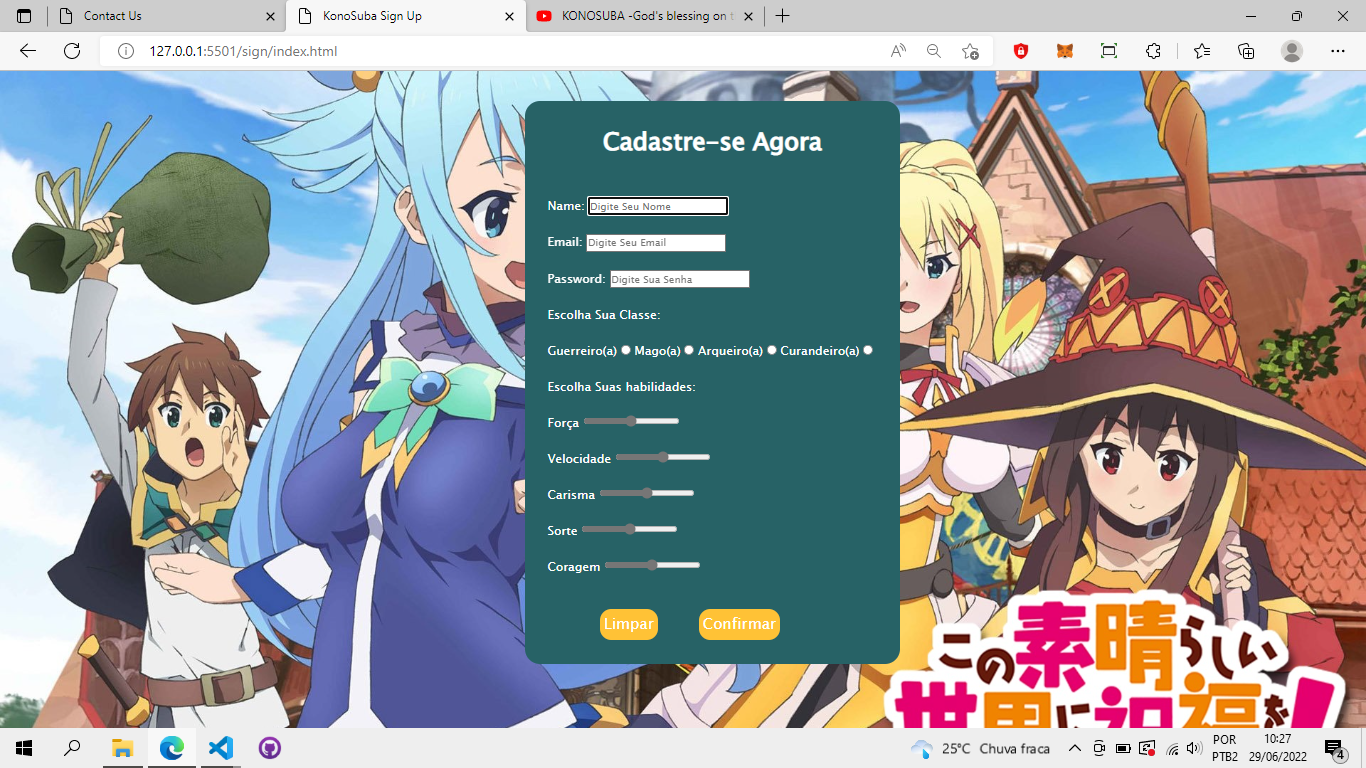 Contact Us
KonoSuba Sign Up
KONOSUBA -God's blessing on t
127.0.0.1:5501/sign/index.html
Cadastre-se Agora
Name: Digite Seu Nome
Email: Digite Seu Email
Password: Digite Sua Senha
Escolha Sua Classe:
Guerreiro(a) Mago(a) Arqueiro(a) Curandeiro(a)
Escolha Suas habilidades:
Força
Velocidade
Carisma
Sorte
Coragem
Limpar Confirmar
この素晴らしい
世界に祝福を!
25°C Chuva fraca
POR
PTB2
10:27
29/06/2022
4